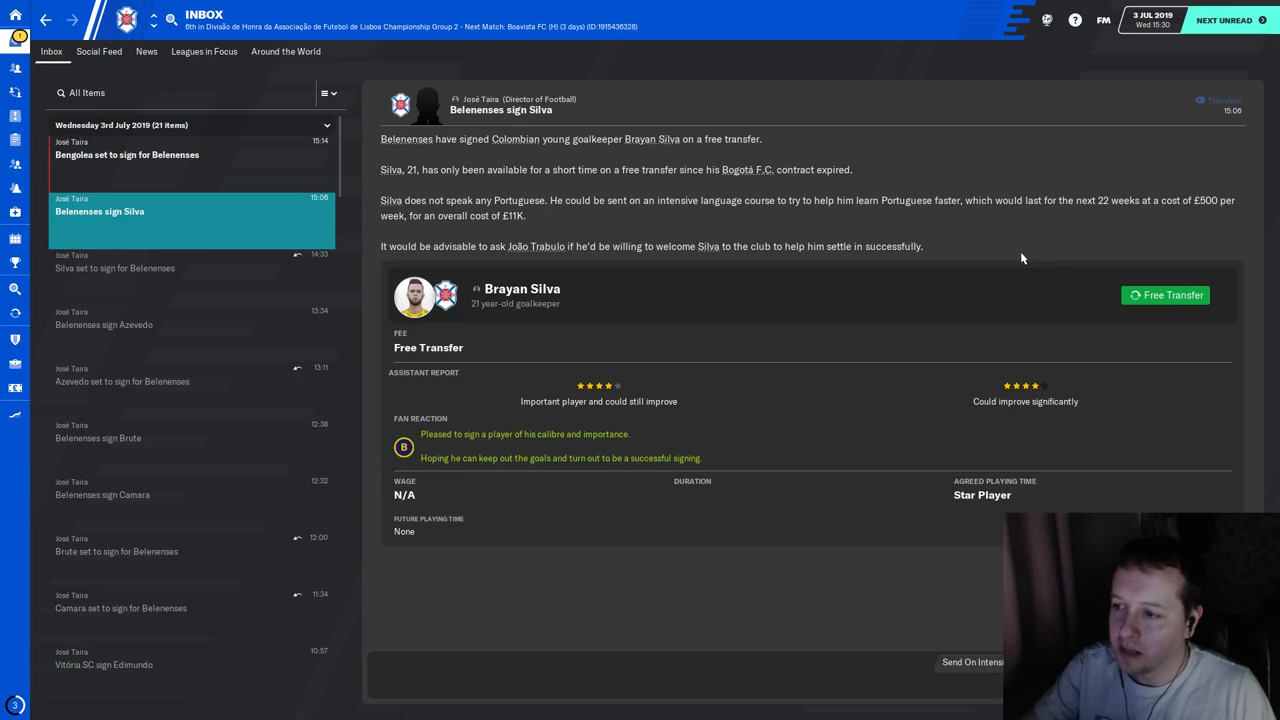 INBOX
6th in Divisão de Honra da Associação de Futebol de Lisboa Championship Group 2 - Next Match: Boavista FC (H) (3 days) (ID:1915436328)
FM
3 JUL 2019
Wed 15:30
NEXT UNREAD
1
Inbox
Social Feed
News
Leagues in Focus
Around the World
All Items
Wednesday 3rd July 2019 (21 items)
José Taira 15:14
Bengolea set to sign for Belenenses
José Taira 15:06
Belenenses sign Silva
José Taira 14:33
Silva set to sign for Belenenses
José Taira 13:34
Belenenses sign Azevedo
José Taira 13:11
Azevedo set to sign for Belenenses
José Taira 12:38
Belenenses sign Brute
José Taira 12:32
Belenenses sign Camara
José Taira 12:00
Brute set to sign for Belenenses
José Taira 11:34
Camara set to sign for Belenenses
José Taira 10:57
Vitória SC sign Edimundo
3
José Taira (Director of Football)
Belenenses sign Silva
Transfers
15:06
Belenenses have signed Colombian young goalkeeper Brayan Silva on a free transfer.
Silva, 21, has only been available for a short time on a free transfer since his Bogotá F.C. contract expired.
Silva does not speak any Portuguese. He could be sent on an intensive language course to try to help him learn Portuguese faster, which would last for the next 22 weeks at a cost of £500 per
week, for an overall cost of £11K.
It would be advisable to ask João Trabulo if he'd be willing to welcome Silva to the club to help him settle in successfully.
Brayan Silva
21 year-old goalkeeper
Free Transfer
FEE
Free Transfer
ASSISTANT REPORT
Important player and could still improve
Could improve significantly
FAN REACTION
B
Pleased to sign a player of his calibre and importance.
Hoping he can keep out the goals and turn out to be a successful signing.
WAGE
N/A
DURATION
AGREED PLAYING TIME
Star Player
FUTURE PLAYING TIME
None
Send On Intensi